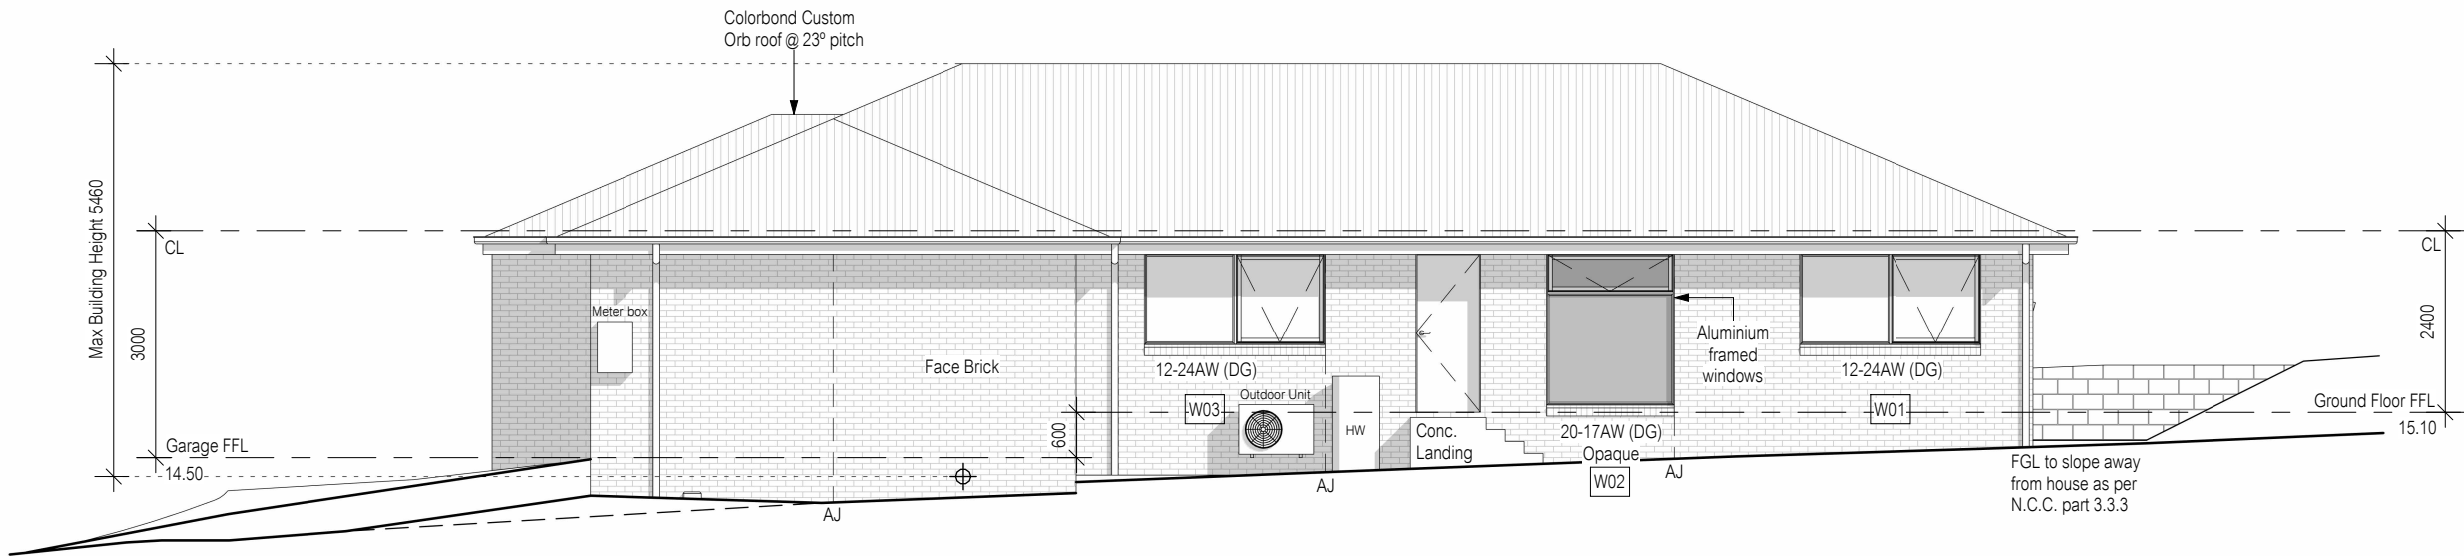 Colorbond Custom
Orb roof @ 23º pitch
Max Building Height 5460
3000
CL
CL
2400
Meter box
Face Brick
12-24AW (DG)
W03
Outdoor Unit
HW
Conc.
Landing
20-17AW (DG)
Opaque
W02
Aluminium
framed
windows
12-24AW (DG)
W01
Ground Floor FFL
15.10
Garage FFL
14.50
600
AJ
AJ
AJ
FGL to slope away
from house as per
N.C.C. part 3.3.3